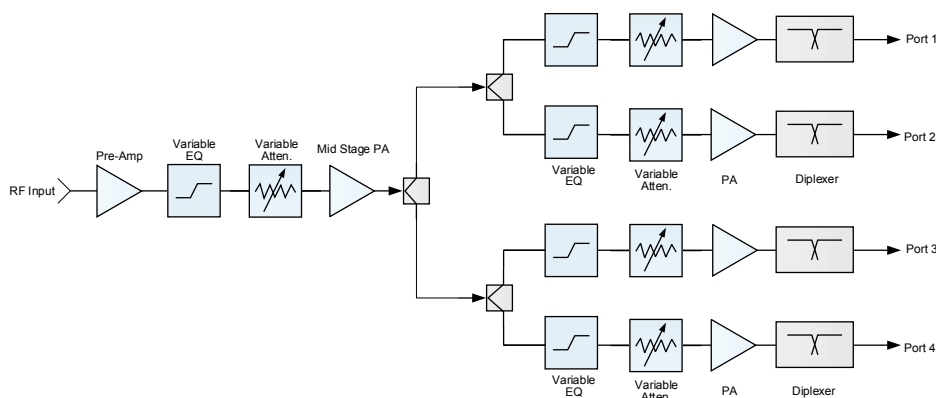 Port 1
Port 2
Variable
EQ
Variable
Atten.
PA
Diplexer
Pre-Amp
Variable
EQ
Variable
Atten.
Mid Stage PA
RF Input
Port 3
Port 4
Variable
EQ
Variable
Atten.
PA
Diplexer